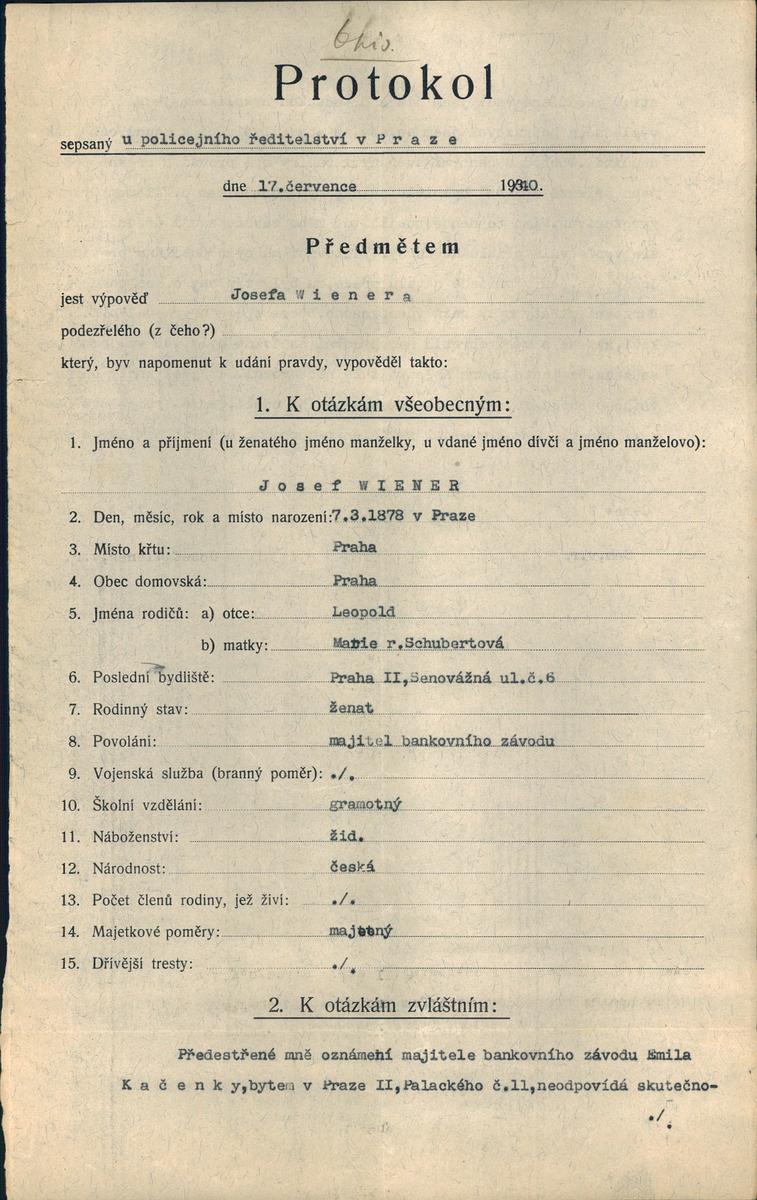 Protokol
sepsaný u policejního ředitelství v P r a z e
dne 17.července 1930.
Předmětem
jest výpověď Josefa W i e n e r a
podezřelého (z čeho?)
který, byv napomenut k udání pravdy, vypověděl takto:
1. K otázkám všeobecným:
1. Jméno a příjmení (u ženatého jméno manželky, u vdané jméno dívčí a jméno manželovo):
J o s e f W I E N E R
2. Den, měsíc, rok a místo narození: 7.3.1878 v Praze
3. Místo křtu: Praha
4. Obec domovská: Praha
5. Jména rodičů: a) otce: Leopold
b) matky: Marie r.Schubertová
6. Poslední bydliště: Praha II,Senovážná ul.č.6
7. Rodinný stav: ženat
8. Povolání: majitel bankovního závodu
9. Vojenská služba (branný poměr): ./.
10. Školní vzdělání: gramotný
11. Náboženství: žid.
12. Národnost: česká
13. Počet členů rodiny, jež živí: ./.
14. Majetkové poměry: majetný
15. Dřívější tresty: ./.
2. K otázkám zvláštním:
Předestřené mně oznámení majitele bankovního závodu Emila
K a č e n k y,bytem v Praze II,Palackého č.11,neodpovídá skutečno-
./.